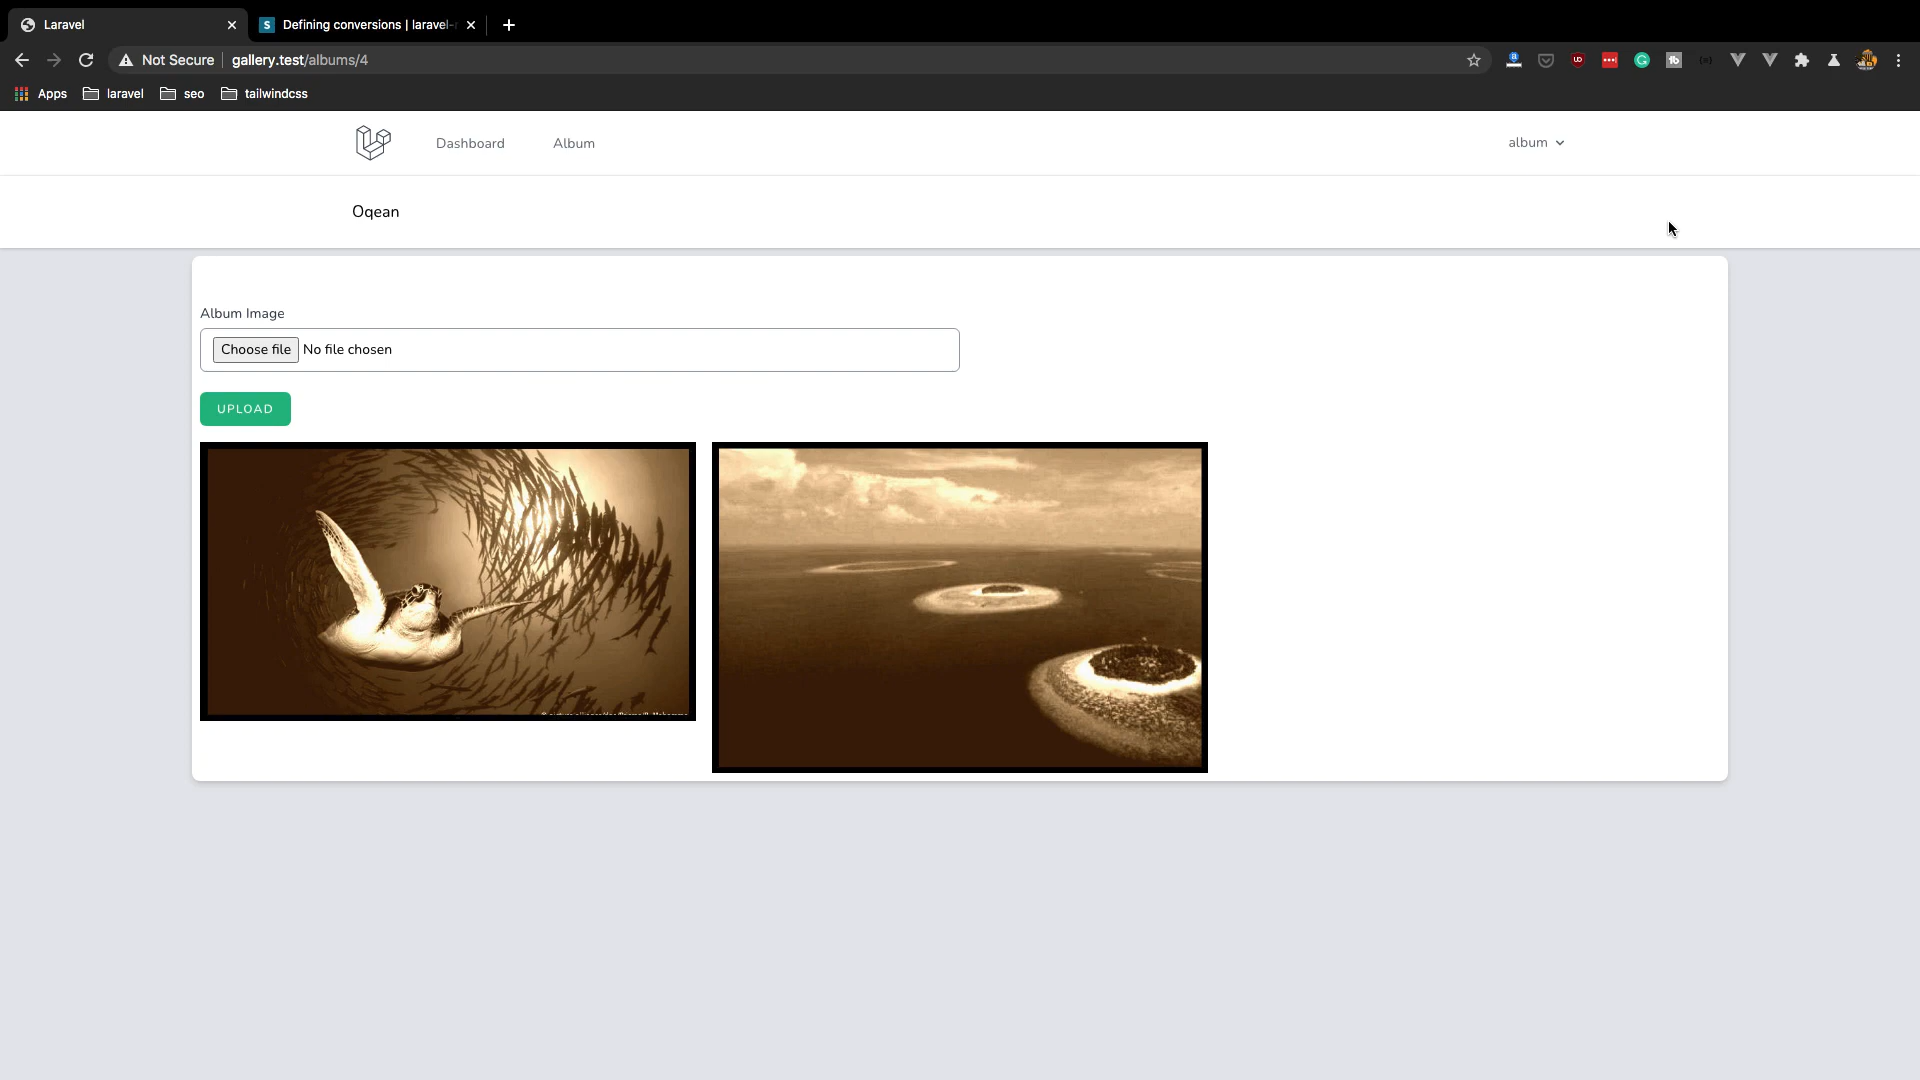 Laravel
S Defining conversions | laravel-
Not Secure gallery.test/albums/4
Apps laravel seo tailwindcss
Dashboard Album album
Oqean
Album Image
Choose file No file chosen
UPLOAD